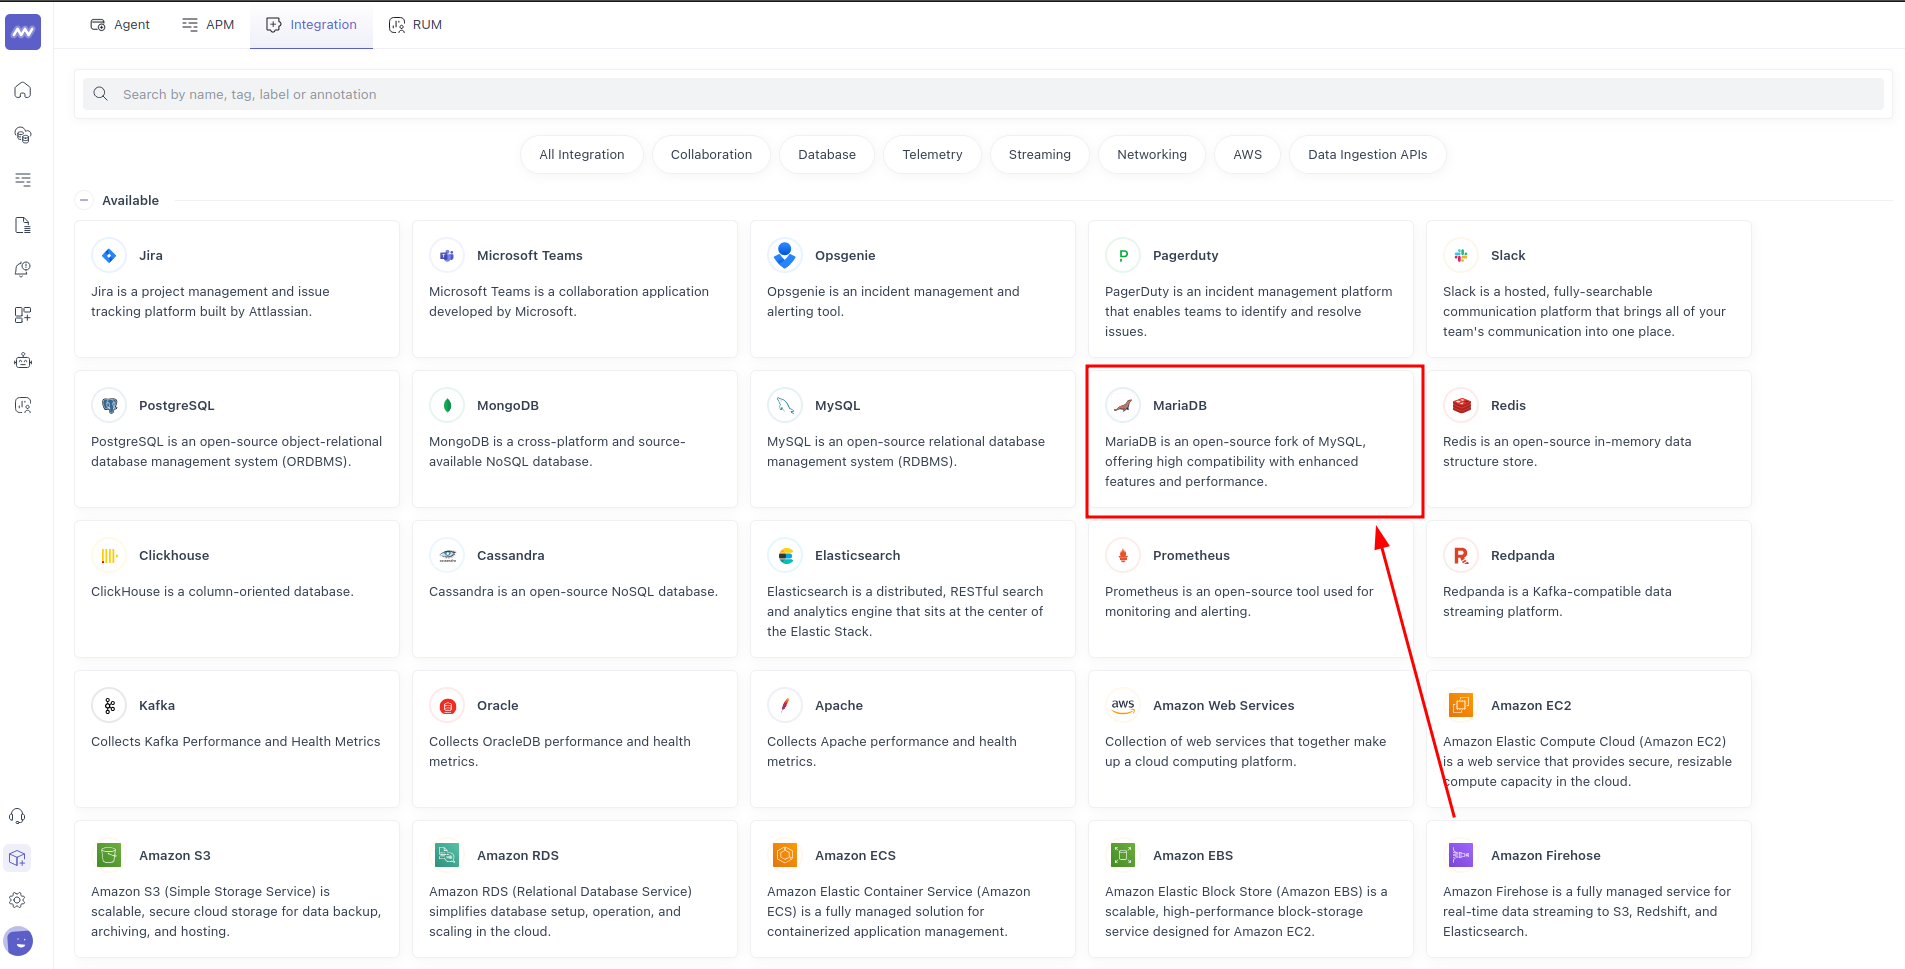 Agent
APM
Integration
RUM
Search by name, tag, label or annotation
All Integration
Collaboration
Database
Telemetry
Streaming
Networking
AWS
Data Ingestion APIs
Available
Jira
Jira is a project management and issue
tracking platform built by Attlassian.
Microsoft Teams
Microsoft Teams is a collaboration application
developed by Microsoft.
Opsgenie
Opsgenie is an incident management and
alerting tool.
Pagerduty
PagerDuty is an incident management platform
that enables teams to identify and resolve
issues.
Slack
Slack is a hosted, fully-searchable
communication platform that brings all of your
team's communication into one place.
PostgreSQL
PostgreSQL is an open-source object-relational
database management system (ORDBMS).
MongoDB
MongoDB is a cross-platform and source-
available NoSQL database.
MySQL
MySQL is an open-source relational database
management system (RDBMS).
MariaDB
MariaDB is an open-source fork of MySQL,
offering high compatibility with enhanced
features and performance.
Redis
Redis is an open-source in-memory data
structure store.
Clickhouse
ClickHouse is a column-oriented database.
Cassandra
Cassandra is an open-source NoSQL database.
Elasticsearch
Elasticsearch is a distributed, RESTful search
and analytics engine that sits at the center of
the Elastic Stack.
Prometheus
Prometheus is an open-source tool used for
monitoring and alerting.
Redpanda
Redpanda is a Kafka-compatible data
streaming platform.
Kafka
Collects Kafka Performance and Health Metrics
Oracle
Collects OracleDB performance and health
metrics.
Apache
Collects Apache performance and health
metrics.
aws
Amazon Web Services
Collection of web services that together make
up a cloud computing platform.
Amazon EC2
Amazon Elastic Compute Cloud (Amazon EC2)
is a web service that provides secure, resizable
compute capacity in the cloud.
Amazon S3
Amazon S3 (Simple Storage Service) is
scalable, secure cloud storage for data backup,
archiving, and hosting.
Amazon RDS
Amazon RDS (Relational Database Service)
simplifies database setup, operation, and
scaling in the cloud.
Amazon ECS
Amazon Elastic Container Service (Amazon
ECS) is a fully managed solution for
containerized application management.
Amazon EBS
Amazon Elastic Block Store (Amazon EBS) is a
scalable, high-performance block-storage
service designed for Amazon EC2.
Amazon Firehose
Amazon Firehose is a fully managed service for
real-time data streaming to S3, Redshift, and
Elasticsearch.